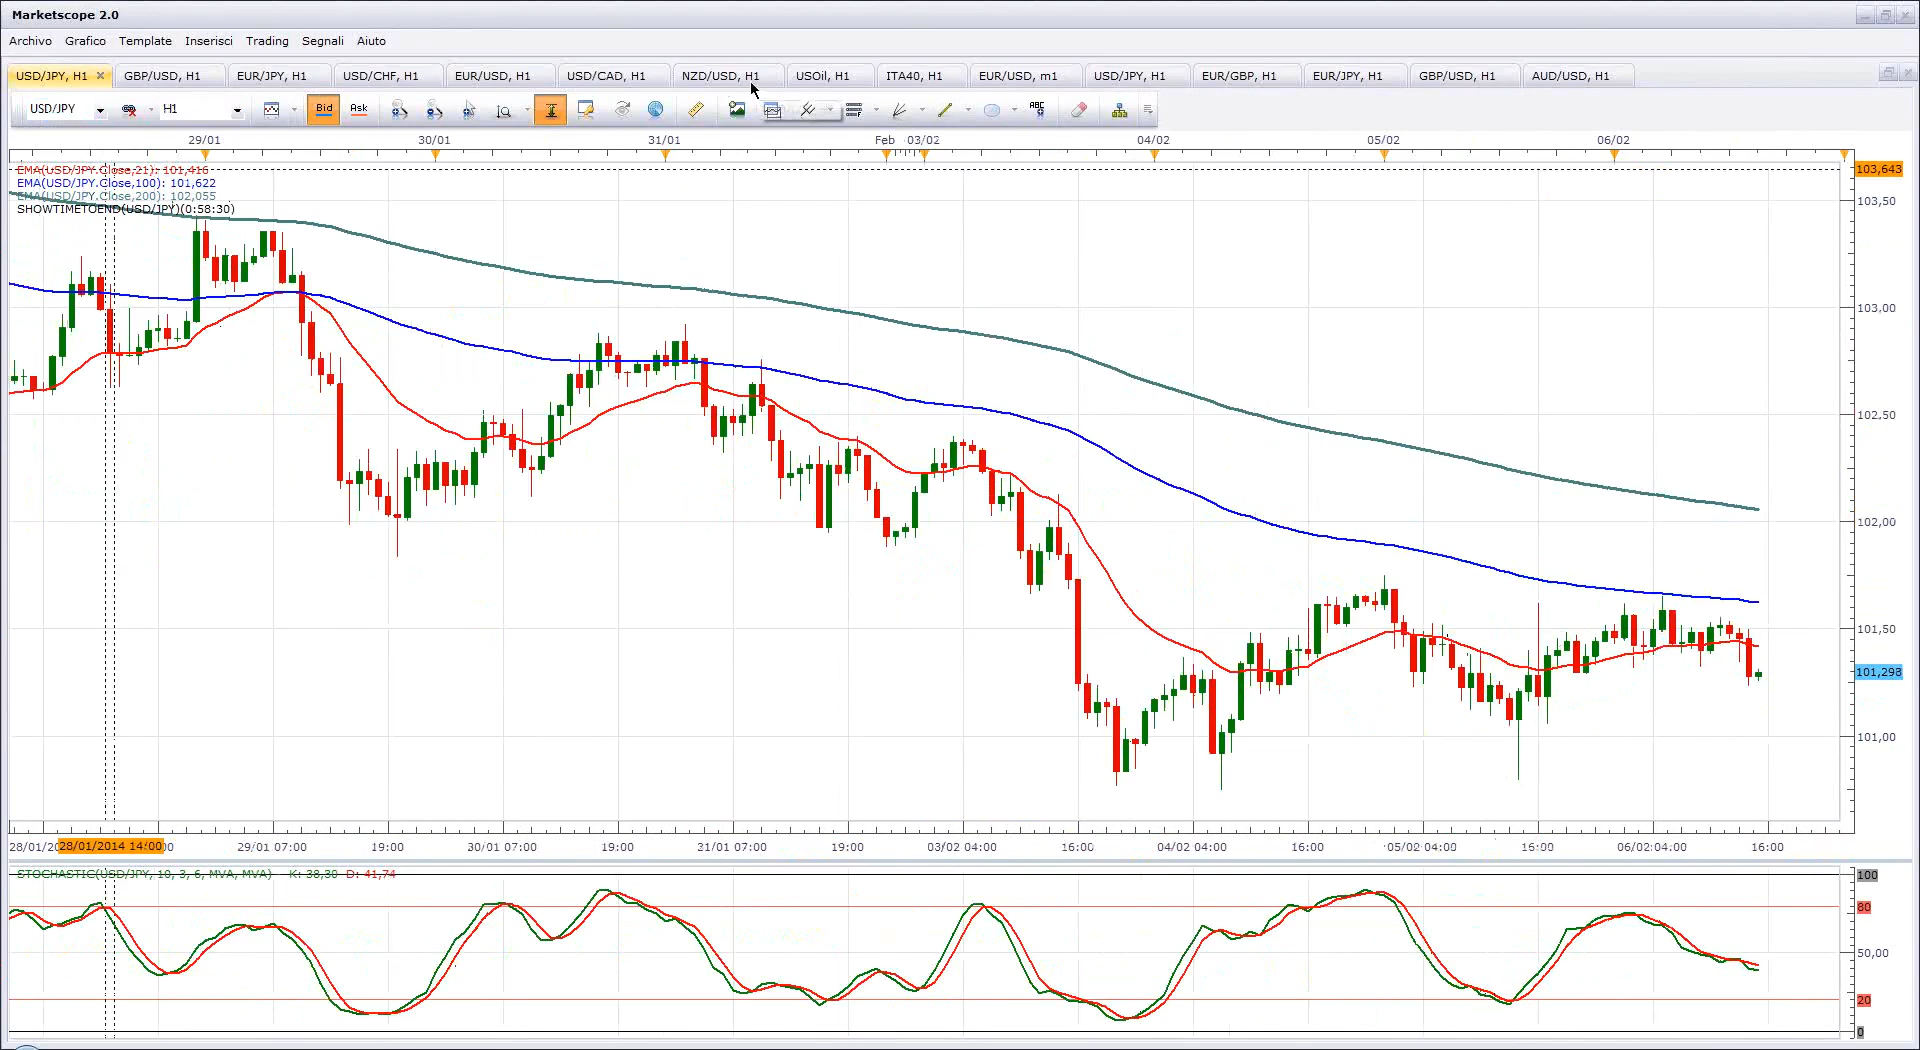 Marketscope 2.0
Archivo Grafico Template Inserisci Trading Segnali Aiuto
USD/JPY, H1 GBP/USD, H1 EUR/JPY, H1 USD/CHF, H1 EUR/USD, H1 USD/CAD, H1 NZD/USD, H1 USOil, H1 ITA40, H1 EUR/USD, m1 USD/JPY, H1 EUR/GBP, H1 EUR/JPY, H1 GBP/USD, H1 AUD/USD, H1
USD/JPY H1 Bid Ask ABC
29/01 30/01 31/01 Feb 03/02 04/02 05/02 06/02
EMA(USD/JPY.Close,21): 101,416
EMA(USD/JPY.Close,100): 101,622
EMA(USD/JPY.Close,200): 102,055
SHOWTIMETOEND(USD/JPY)(0:58:30)
103,643
103,50
103,00
102,50
102,00
101,50
101,298
101,00
28/01/20 28/01/2014 14:00 29/01 07:00 19:00 30/01 07:00 19:00 31/01 07:00 19:00 03/02 04:00 16:00 04/02 04:00 16:00 05/02 04:00 16:00 06/02 04:00 16:00
STOCHASTIC(USD/JPY, 10, 3, 6, MVA, MVA) K: 38,30 D: 41,74
100
80
50,00
20
0